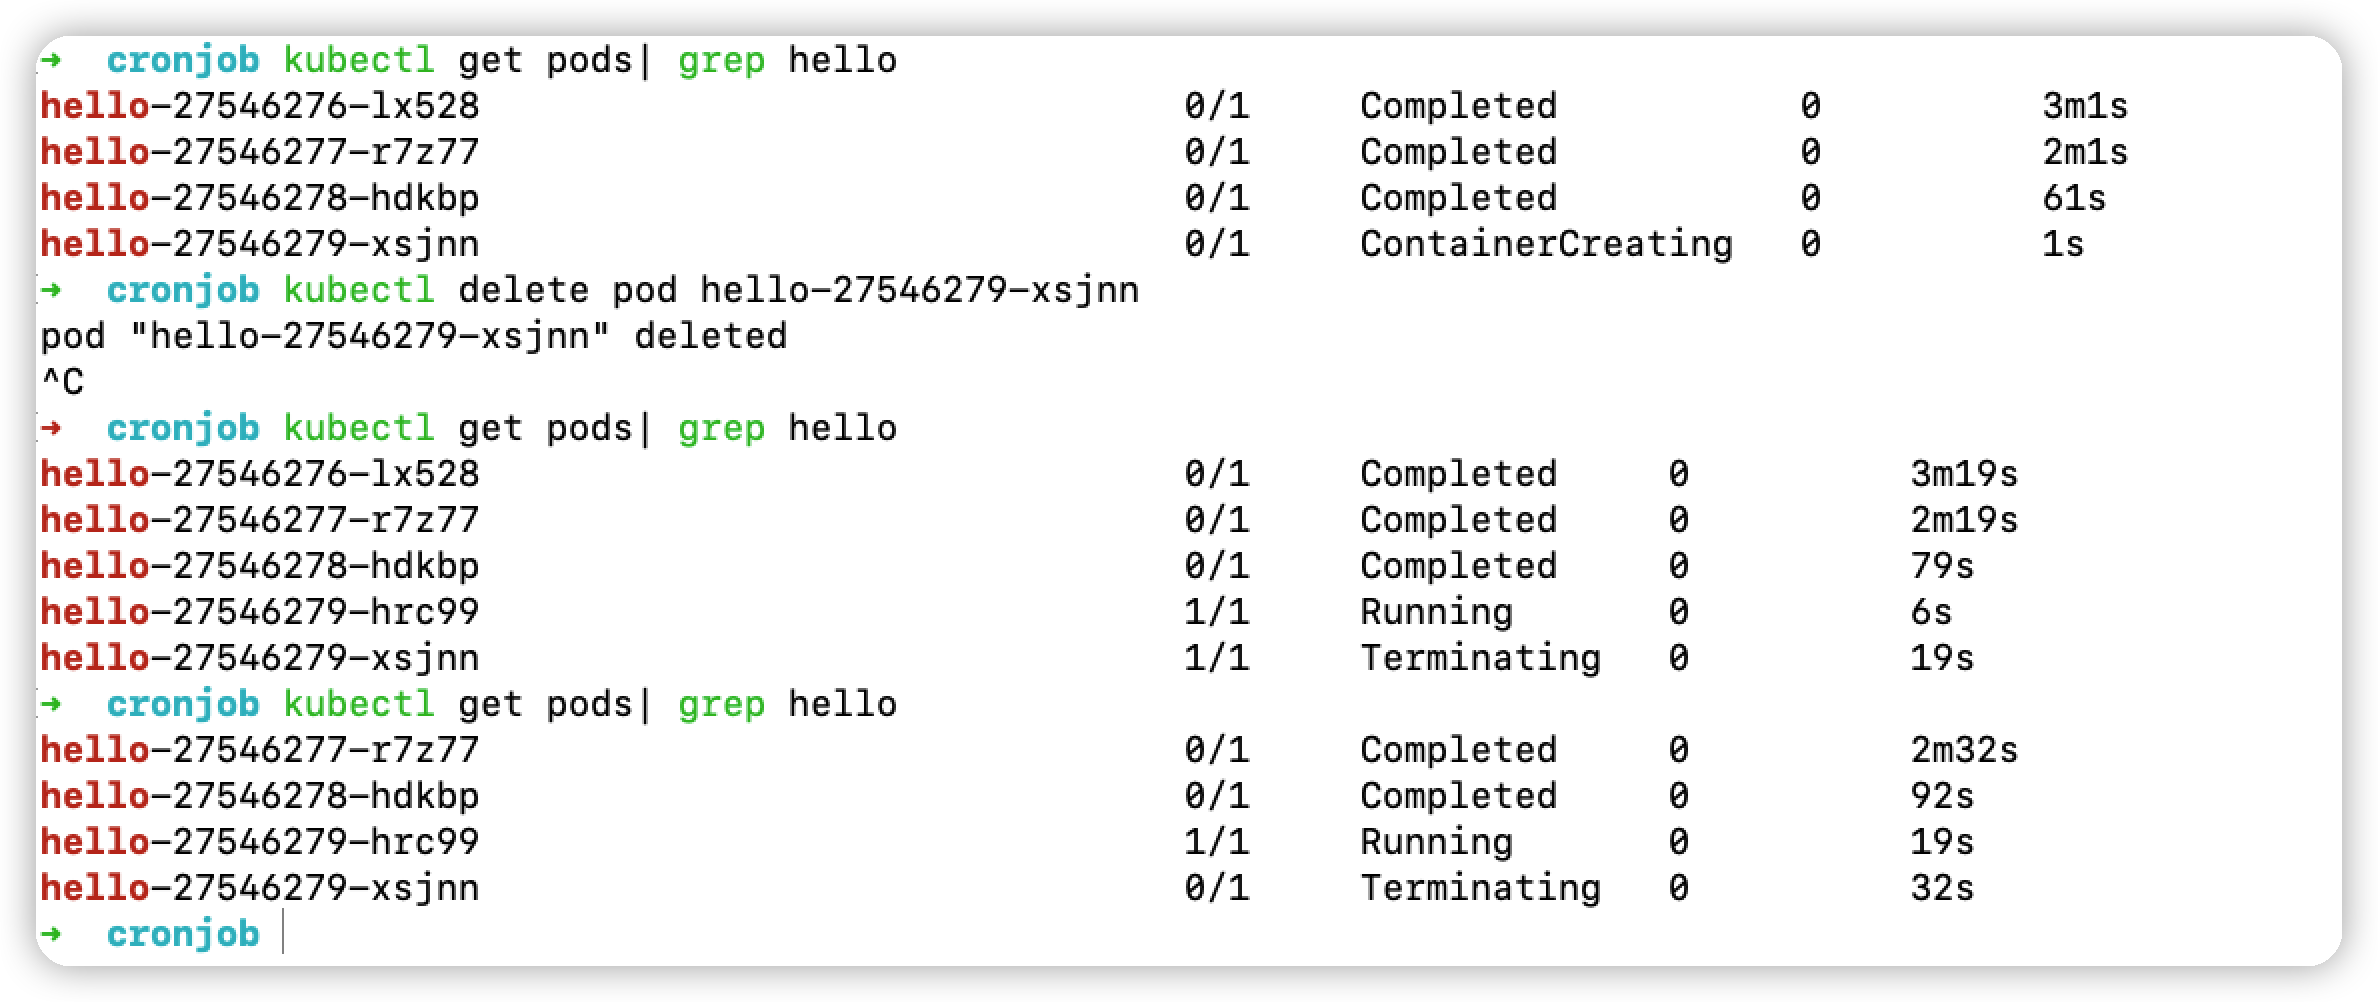 → cronjob kubectl get pods| grep hello
hello-27546276-lx528 0/1 Completed 0 3m1s
hello-27546277-r7z77 0/1 Completed 0 2m1s
hello-27546278-hdkbp 0/1 Completed 0 61s
hello-27546279-xsjnn 0/1 ContainerCreating 0 1s
→ cronjob kubectl delete pod hello-27546279-xsjnn
pod "hello-27546279-xsjnn" deleted
^C
→ cronjob kubectl get pods| grep hello
hello-27546276-lx528 0/1 Completed 0 3m19s
hello-27546277-r7z77 0/1 Completed 0 2m19s
hello-27546278-hdkbp 0/1 Completed 0 79s
hello-27546279-hrc99 1/1 Running 0 6s
hello-27546279-xsjnn 1/1 Terminating 0 19s
→ cronjob kubectl get pods| grep hello
hello-27546277-r7z77 0/1 Completed 0 2m32s
hello-27546278-hdkbp 0/1 Completed 0 92s
hello-27546279-hrc99 1/1 Running 0 19s
hello-27546279-xsjnn 0/1 Terminating 0 32s
→ cronjob